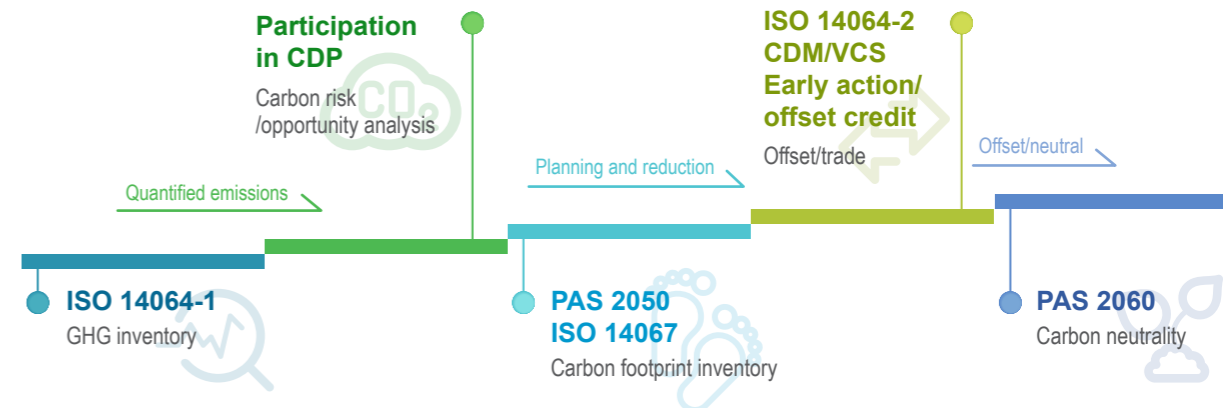 Participation
in CDP
Carbon risk
/opportunity analysis
CO2
ISO 14064-2
CDM/VCS
Early action/
offset credit
Offset/trade
Quantified emissions
Planning and reduction
Offset/neutral
ISO 14064-1
GHG inventory
PAS 2050
ISO 14067
Carbon footprint inventory
PAS 2060
Carbon neutrality